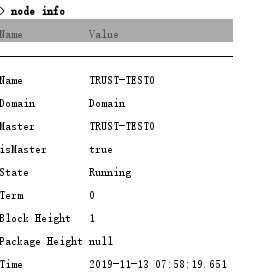 > node info
Name Value
Name TRUST-TEST0
Domain Domain
Master TRUST-TEST0
isMaster true
State Running
Term 0
Block Height 1
Package Height null
Time 2019-11-13 07:58:19.651